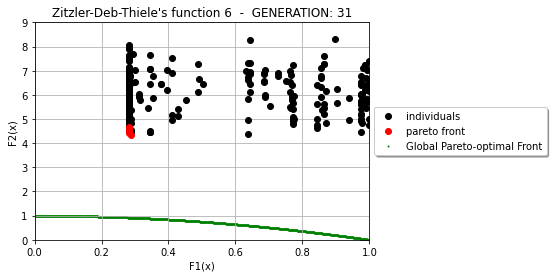 Zitzler-Deb-Thiele's function 6 - GENERATION: 31
9
8
7
6
5
4
3
2
1
0
F2(x)
0.0 0.2 0.4 0.6 0.8 1.0
F1(x)
individuals
pareto front
Global Pareto-optimal Front